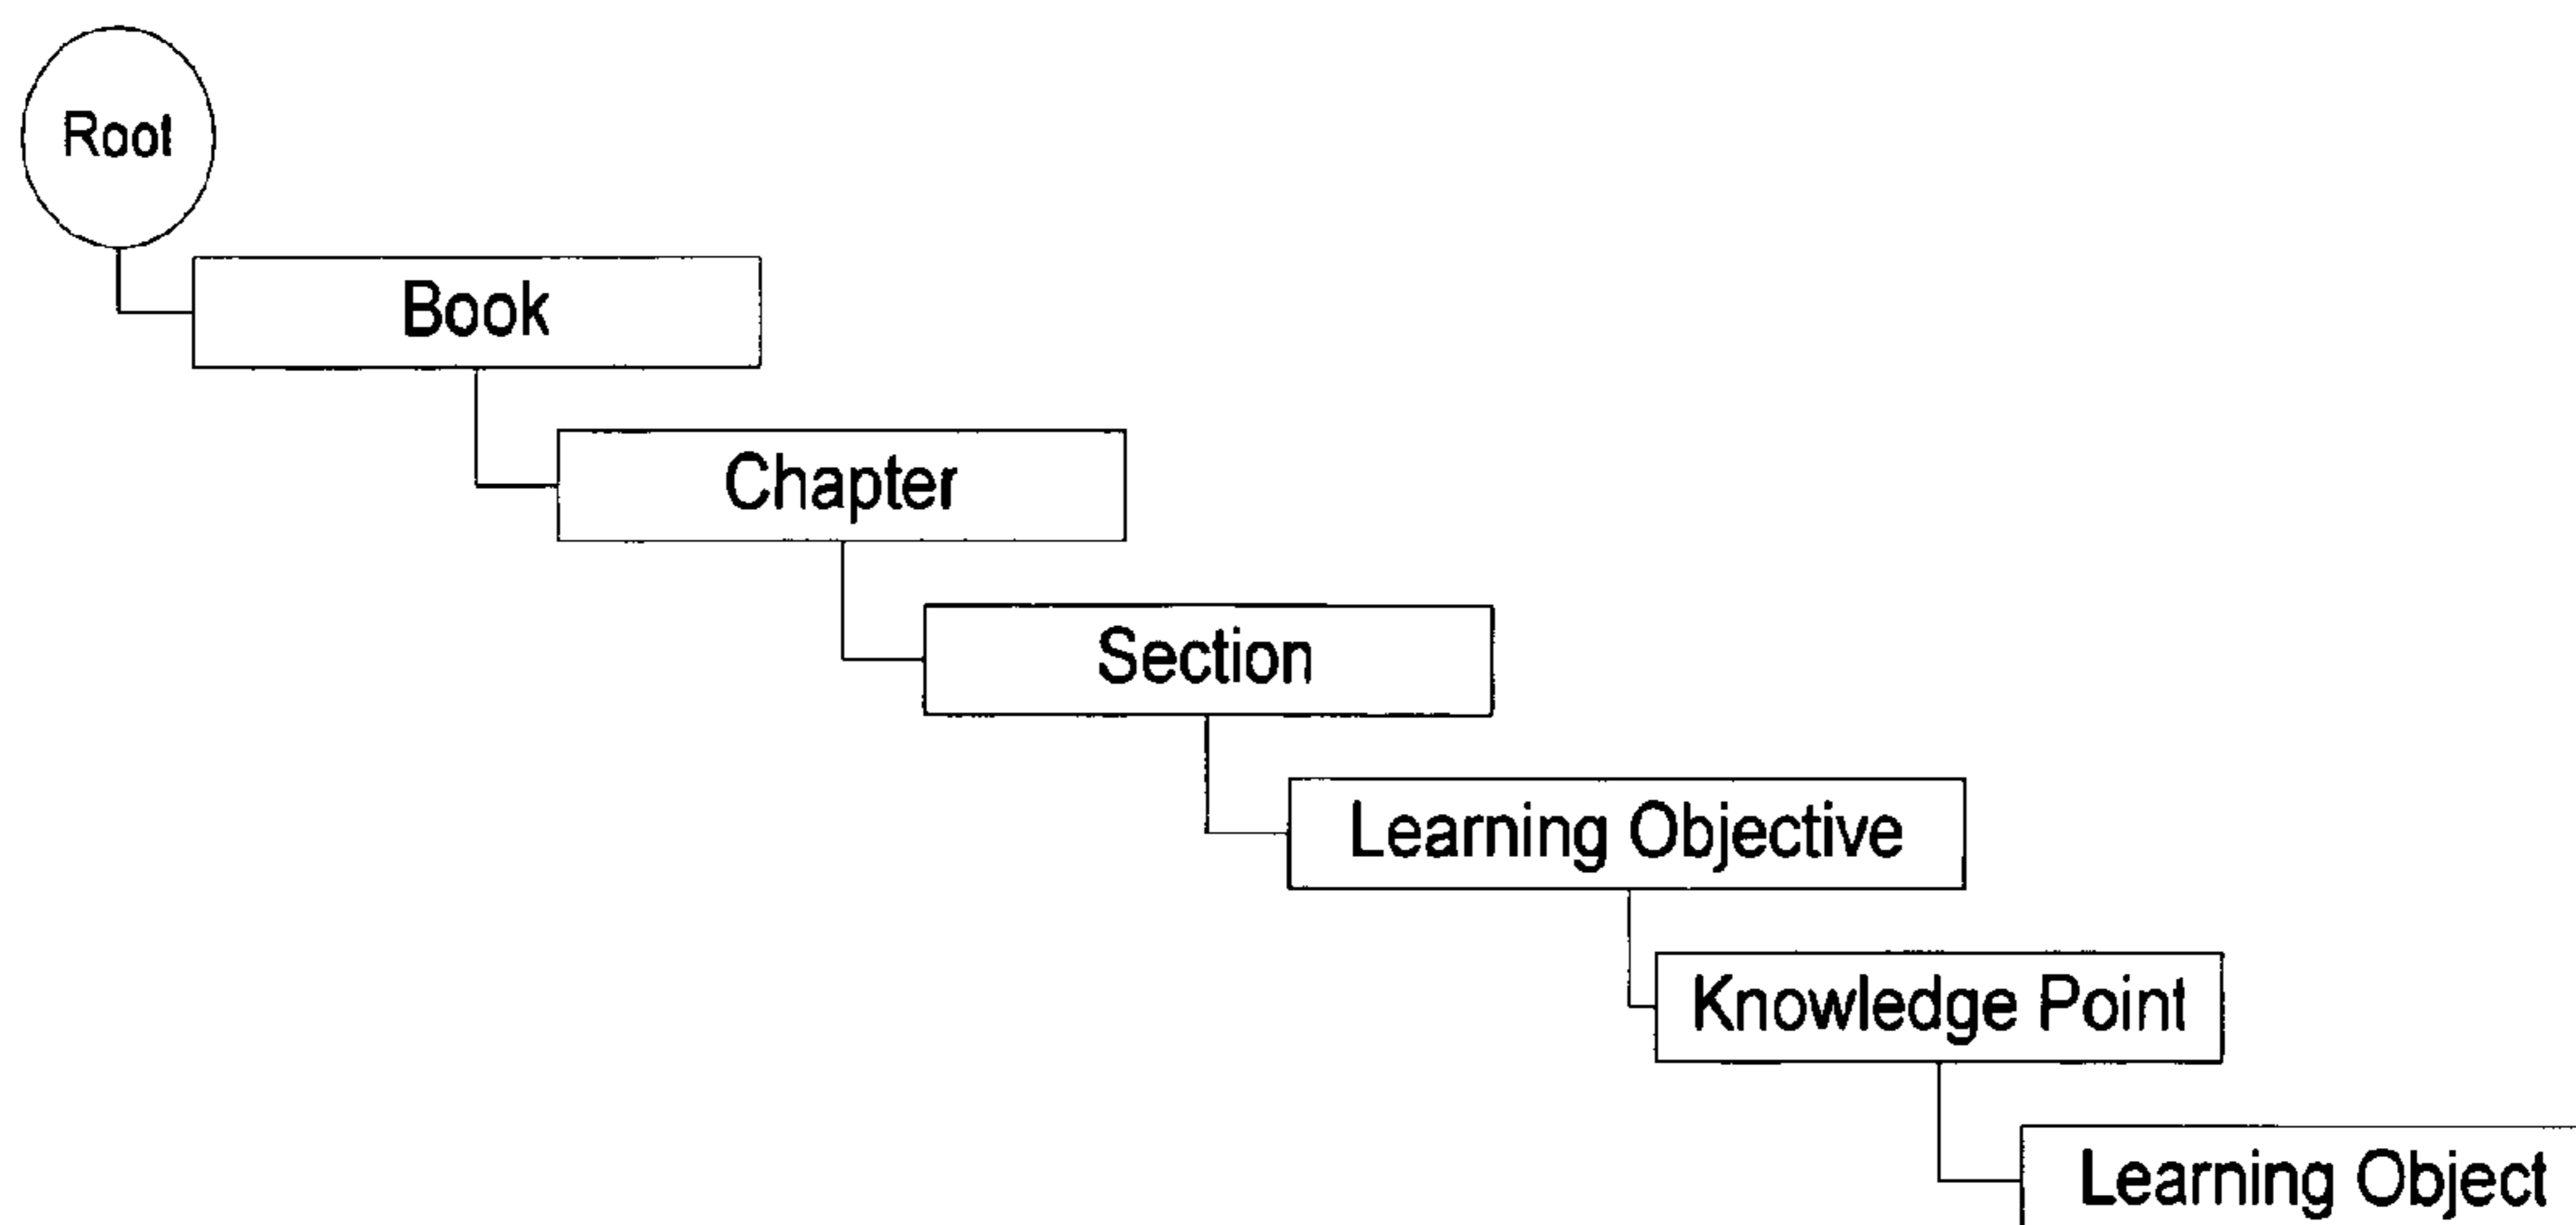 Root
Book
Chapter
Section
Learning Objective
Knowledge Point
Learning Object